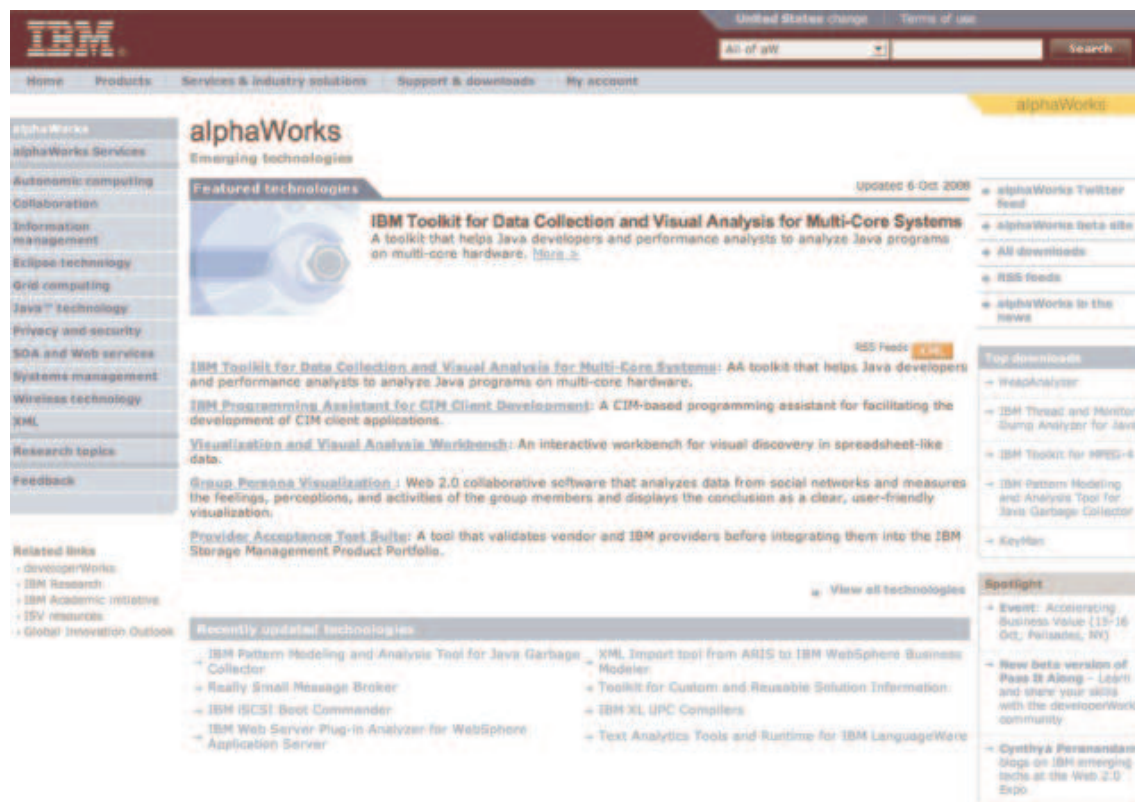 United States change Terms of use
IBM.
All of aW
Search
Home Products Services & industry solutions Support & downloads My account
alphaWorks
alphaWorks
alphaWorks Services
Autonomic computing
Collaboration
Information
management
Eclipse technology
Grid computing
Java™ technology
Privacy and security
SOA and Web services
Systems management
Wireless technology
XML
Research topics
Feedback
Related links
developerWorks
IBM Research
IBM Academic Initiative
ISV resources
Global Innovation Outlook
alphaWorks
Emerging technologies
Featured technologies
Updated 6 Oct 2008
IBM Toolkit for Data Collection and Visual Analysis for Multi-Core Systems
A toolkit that helps Java developers and performance analysts to analyze Java programs
on multi-core hardware. More >
RSS Feeds XML
IBM Toolkit for Data Collection and Visual Analysis for Multi-Core Systems: AA toolkit that helps Java developers
and performance analysts to analyze Java programs on multi-core hardware.
IBM Programming Assistant for CIM Client Development: A CIM-based programming assistant for facilitating the
development of CIM client applications.
Visualization and Visual Analysis Workbench: An interactive workbench for visual discovery in spreadsheet-like
data.
Group Persona Visualization : Web 2.0 collaborative software that analyzes data from social networks and measures
the feelings, perceptions, and activities of the group members and displays the conclusion as a clear, user-friendly
visualization.
Provider Acceptance Test Suite: A tool that validates vendor and IBM providers before integrating them into the IBM
Storage Management Product Portfolio.
View all technologies
Recently updated technologies
IBM Pattern Modeling and Analysis Tool for Java Garbage
Collector
Really Small Message Broker
IBM iSCSI Boot Commander
IBM Web Server Plug-in Analyzer for WebSphere
Application Server
XML Import tool from ARIS to IBM WebSphere Business
Modeler
Toolkit for Custom and Reusable Solution Information
IBM XL UPC Compilers
Text Analytics Tools and Runtime for IBM LanguageWare
alphaWorks Twitter
feed
alphaWorks beta site
All downloads
RSS feeds
alphaWorks in the
news
Top downloads
HeapAnalyzer
IBM Thread and Monitor
Dump Analyzer for Java
IBM Toolkit for MPEG-4
IBM Pattern Modeling
and Analysis Tool for
Java Garbage Collector
KeyMan
Spotlight
Event: Accelerating
Business Value (15-16
Oct, Palisades, NY)
New beta version of
Pass It Along – Learn
and share your skills
with the developerWork
community
Cynthya Peranandam
blogs on IBM emerging
techs at the Web 2.0
Expo